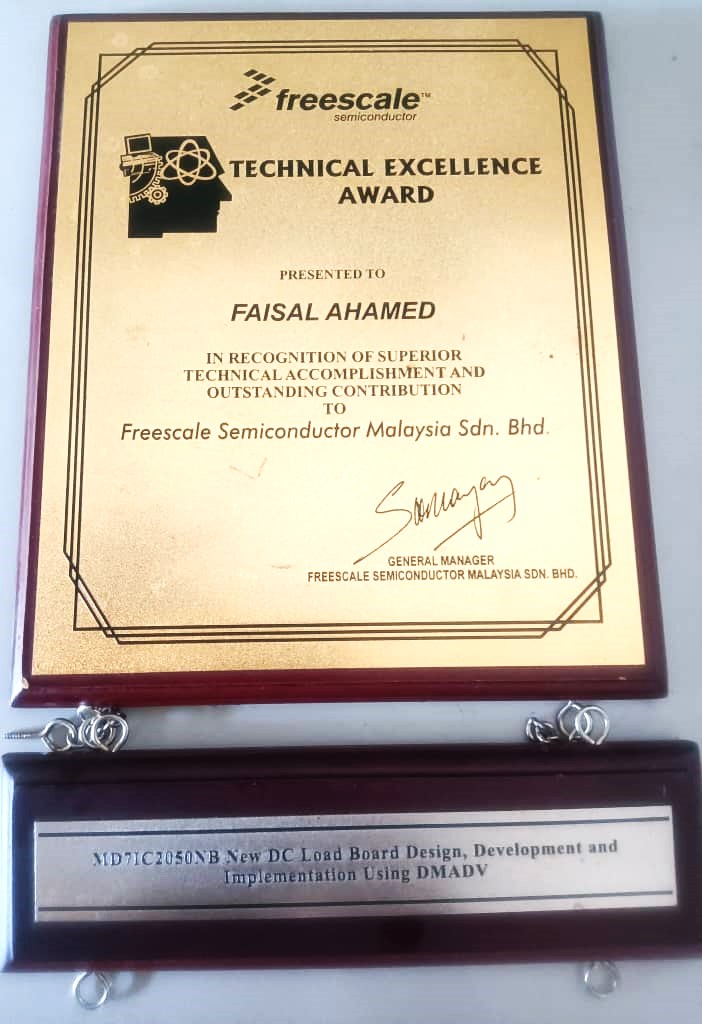 freescale™
semiconductor
TECHNICAL EXCELLENCE
AWARD
PRESENTED TO
FAISAL AHAMED
IN RECOGNITION OF SUPERIOR
TECHNICAL ACCOMPLISHMENT AND
OUTSTANDING CONTRIBUTION
TO
Freescale Semiconductor Malaysia Sdn. Bhd.
GENERAL MANAGER
FREESCALE SEMICONDUCTOR MALAYSIA SDN. BHD.
MD7IC2050NB New DC Load Board Design, Development and
Implementation Using DMADV